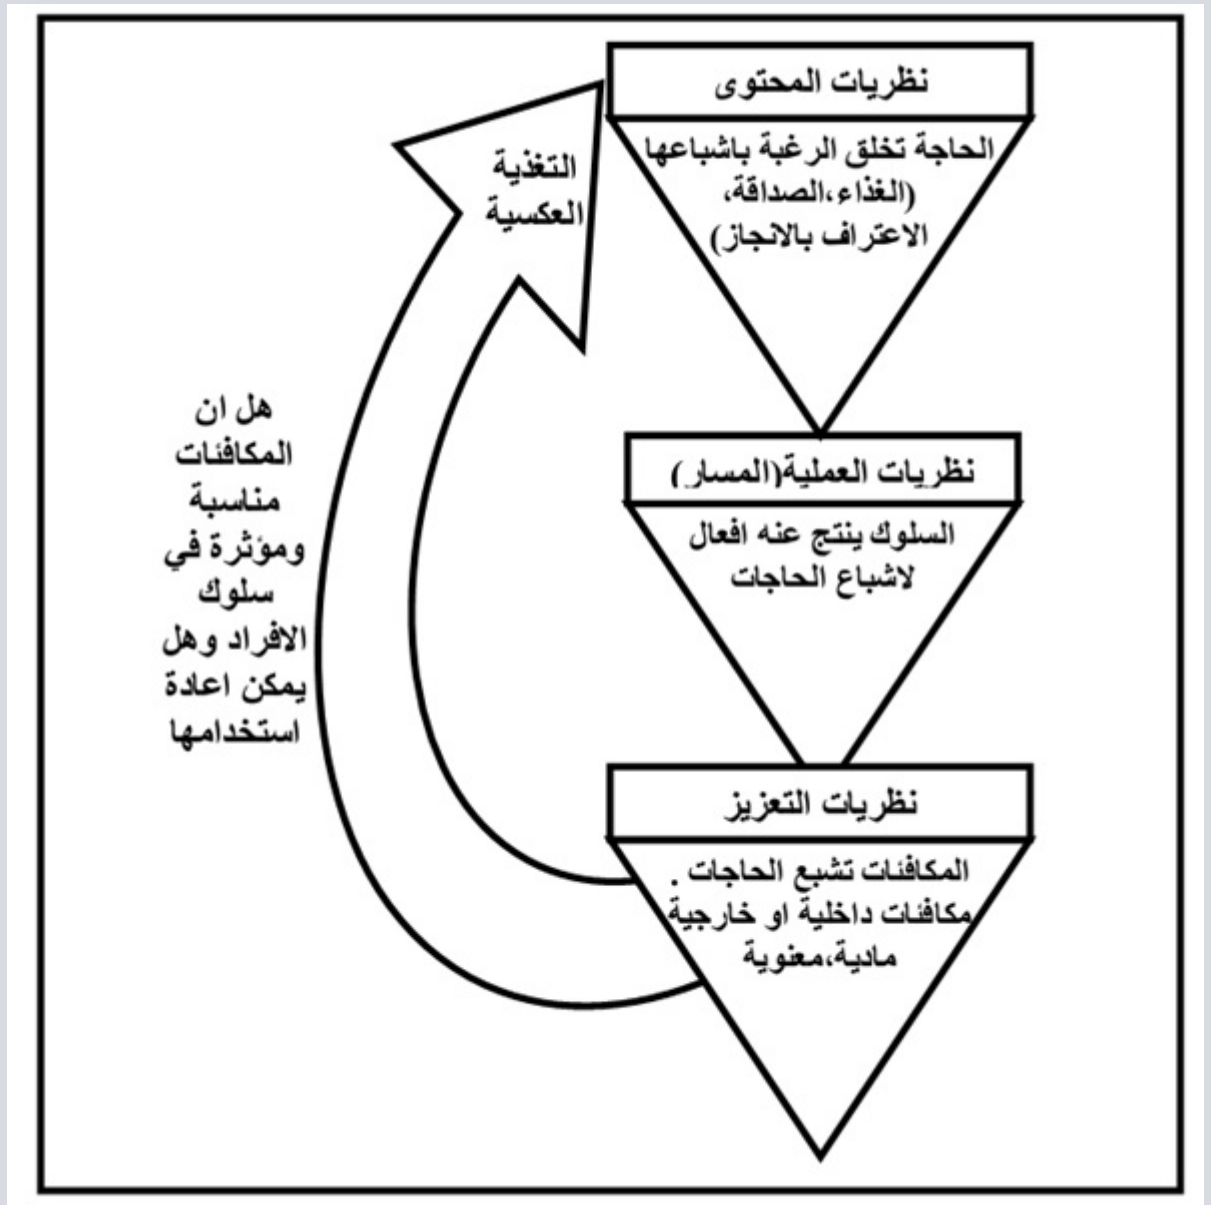 نظريات المحتوى
الحاجة تخلق الرغبة باشباعها
(الغذاء،الصداقة،
الاعتراف بالانجاز)
التغذية
العكسية
نظريات العملية(المسار)
السلوك ينتج عنه افعال
لاشباع الحاجات
هل ان
المكافئات
مناسبة
ومؤثرة في
سلوك
الافراد وهل
يمكن اعادة
استخدامها
نظريات التعزيز
المكافئات تشبع الحاجات .
مكافئات داخلية او خارجية
مادية،معنوية